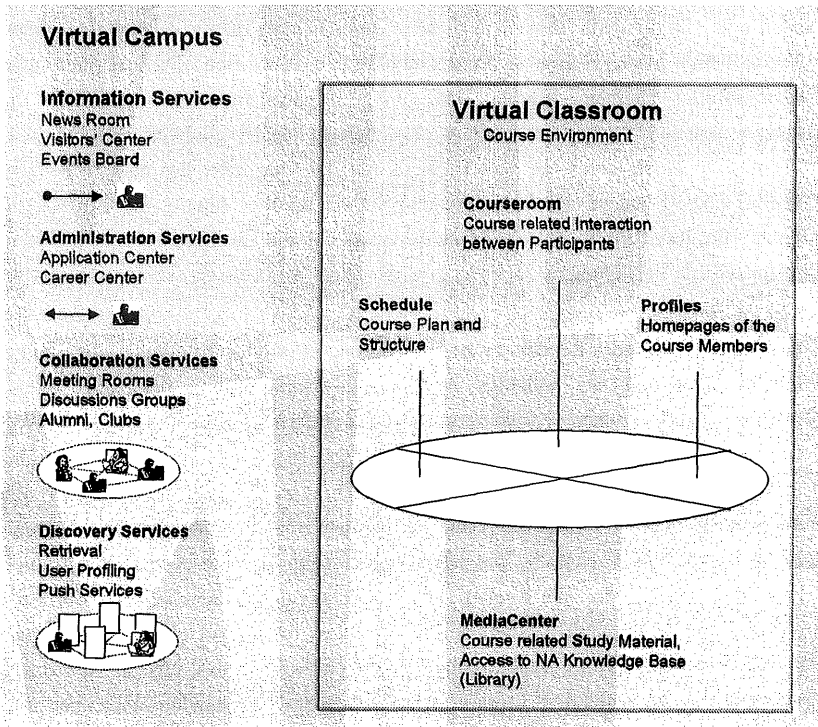 Virtual Campus
Information Services
News Room
Visitors' Center
Events Board
Administration Services
Application Center
Career Center
Collaboration Services
Meeting Rooms
Discussions Groups
Alumni, Clubs
Discovery Services
Retrieval
User Profiling
Push Services
Virtual Classroom
Course Environment
Courseroom
Course related Interaction
between Participants
Schedule
Course Plan and
Structure
Profiles
Homepages of the
Course Members
MediaCenter
Course related Study Material,
Access to NA Knowledge Base
(Library)